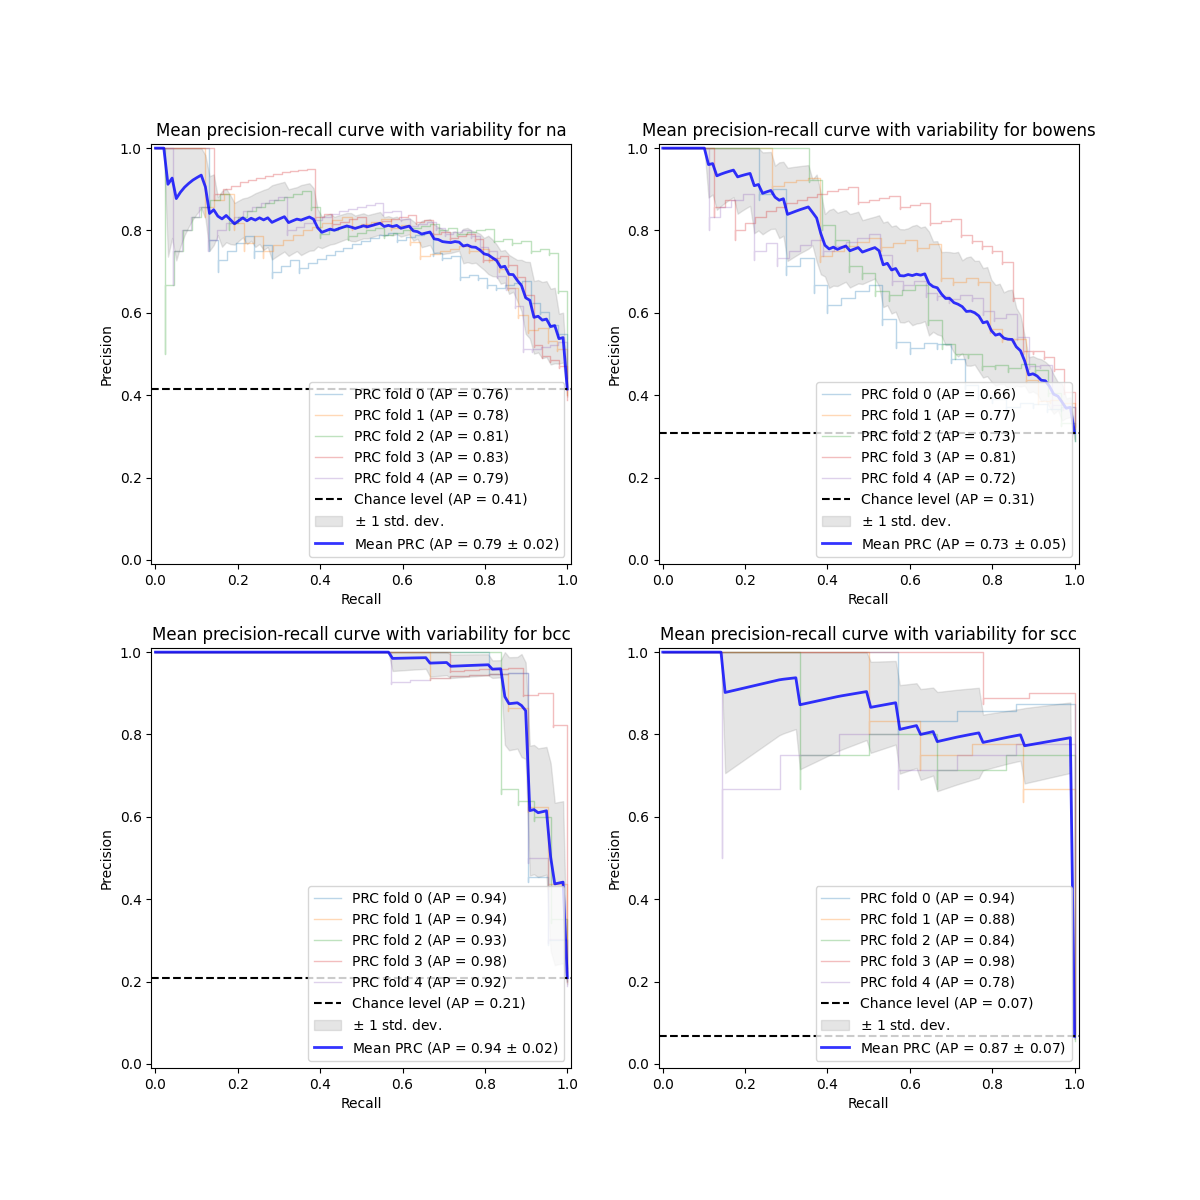 Mean precision-recall curve with variability for na
1.0
0.8
0.6
0.4
0.2
0.0
Precision
PRC fold 0 (AP = 0.76)
PRC fold 1 (AP = 0.78)
PRC fold 2 (AP = 0.81)
PRC fold 3 (AP = 0.83)
PRC fold 4 (AP = 0.79)
Chance level (AP = 0.41)
± 1 std. dev.
Mean PRC (AP = 0.79 ± 0.02)
0.0 0.2 0.4 0.6 0.8 1.0
Recall
Mean precision-recall curve with variability for bowens
1.0
0.8
0.6
0.4
0.2
0.0
Precision
PRC fold 0 (AP = 0.66)
PRC fold 1 (AP = 0.77)
PRC fold 2 (AP = 0.73)
PRC fold 3 (AP = 0.81)
PRC fold 4 (AP = 0.72)
Chance level (AP = 0.31)
± 1 std. dev.
Mean PRC (AP = 0.73 ± 0.05)
0.0 0.2 0.4 0.6 0.8 1.0
Recall
Mean precision-recall curve with variability for bcc
1.0
0.8
0.6
0.4
0.2
0.0
Precision
PRC fold 0 (AP = 0.94)
PRC fold 1 (AP = 0.94)
PRC fold 2 (AP = 0.93)
PRC fold 3 (AP = 0.98)
PRC fold 4 (AP = 0.92)
Chance level (AP = 0.21)
± 1 std. dev.
Mean PRC (AP = 0.94 ± 0.02)
0.0 0.2 0.4 0.6 0.8 1.0
Recall
Mean precision-recall curve with variability for scc
1.0
0.8
0.6
0.4
0.2
0.0
Precision
PRC fold 0 (AP = 0.94)
PRC fold 1 (AP = 0.88)
PRC fold 2 (AP = 0.84)
PRC fold 3 (AP = 0.98)
PRC fold 4 (AP = 0.78)
Chance level (AP = 0.07)
± 1 std. dev.
Mean PRC (AP = 0.87 ± 0.07)
0.0 0.2 0.4 0.6 0.8 1.0
Recall